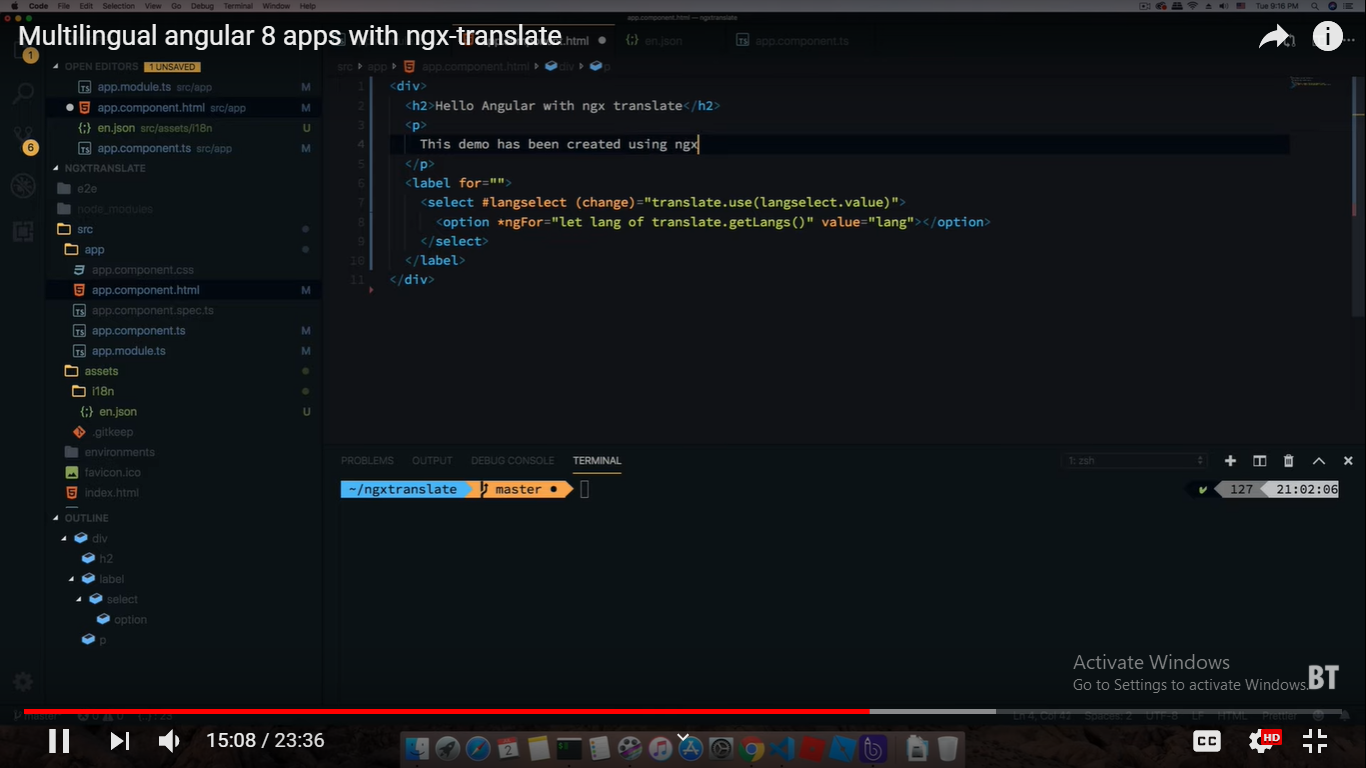 Code File Edit Selection View Go Debug Terminal Window Help
Tue 9:16 PM
app.component.html — ngxtranslate
Multilingual angular 8 apps with ngx-translate
en.json
app.component.ts
1
OPEN EDITORS 1 UNSAVED
app.module.ts src/app M
app.component.html src/app M
en.json src/assets/i18n U
app.component.ts src/app M
6
NGXTRANSLATE
e2e
node_modules
src
app
app.component.css
app.component.html M
app.component.spec.ts
app.component.ts M
app.module.ts M
assets
i18n
en.json U
.gitkeep
environments
favicon.ico
index.html
OUTLINE
div
h2
label
select
option
p
src app app.component.html div p
1 <div>
2 <h2>Hello Angular with ngx translate</h2>
3 <p>
4 This demo has been created using ngx
5 </p>
6 <label for="">
7 <select #langselect (change)="translate.use(langselect.value)">
8 <option *ngFor="let lang of translate.getLangs()" value="lang"></option>
9 </select>
10 </label>
11 </div>
PROBLEMS OUTPUT DEBUG CONSOLE TERMINAL 1: zsh
~/ngxtranslate master 127 21:02:06
Activate Windows
Go to Settings to activate Windows.
BT
master 0 0 Ln 4, Col 41 Spaces: 2 UTF-8 LF HTML Prettier
15:08 / 23:36
CC HD